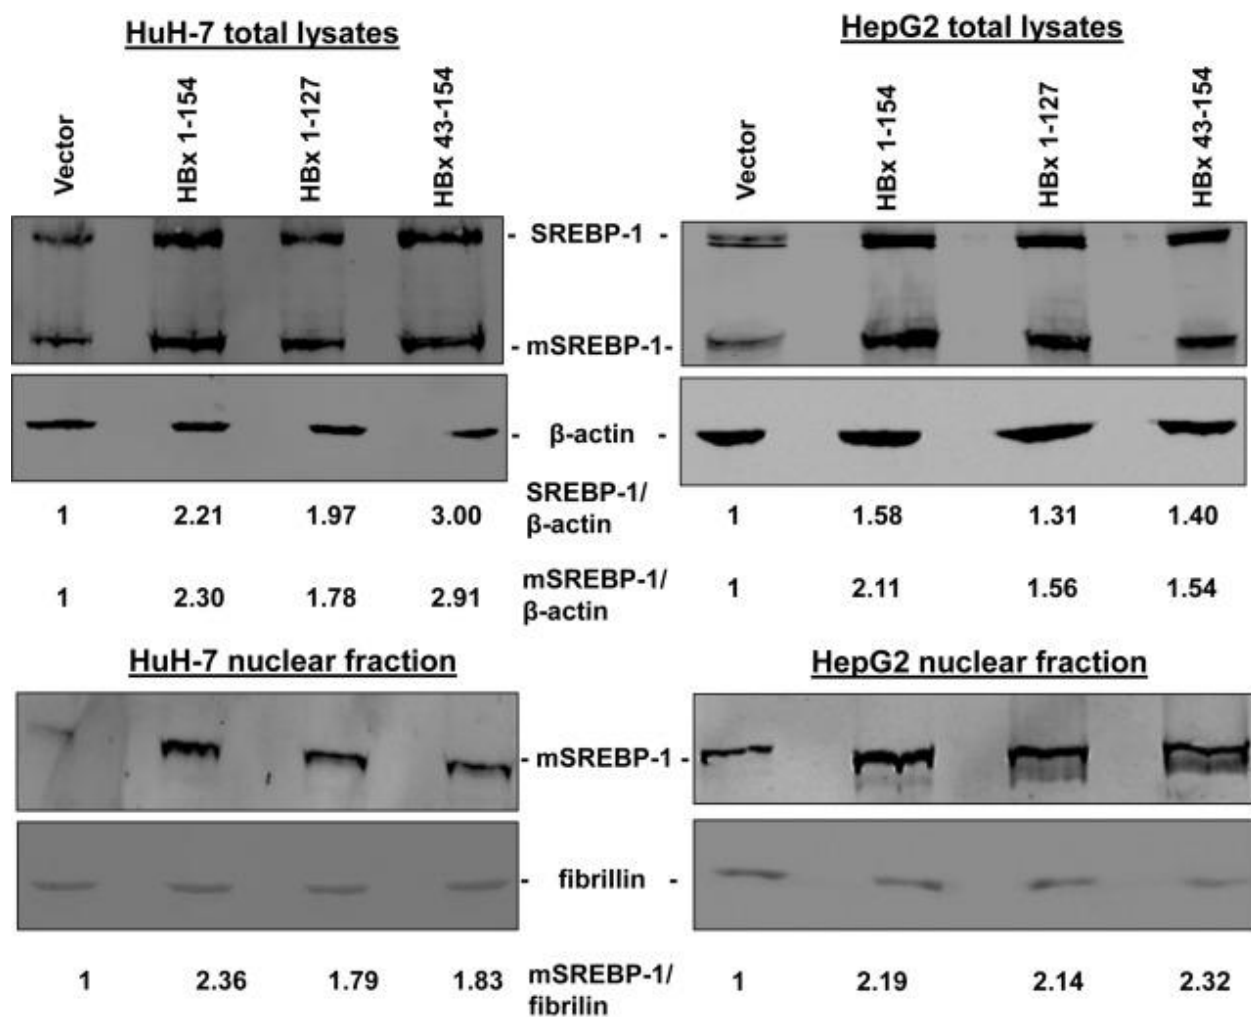 HuH-7 total lysates
HepG2 total lysates
Vector
HBx 1-154
HBx 1-127
HBx 43-154
Vector
HBx 1-154
HBx 1-127
HBx 43-154
- SREBP-1 -
- mSREBP-1-
- β-actin -
1 2.21 1.97 3.00 SREBP-1/ 1 1.58 1.31 1.40
β-actin
1 2.30 1.78 2.91 mSREBP-1/ 1 2.11 1.56 1.54
β-actin
HuH-7 nuclear fraction
HepG2 nuclear fraction
- mSREBP-1 -
- fibrillin -
1 2.36 1.79 1.83 mSREBP-1/ 1 2.19 2.14 2.32
fibrilin